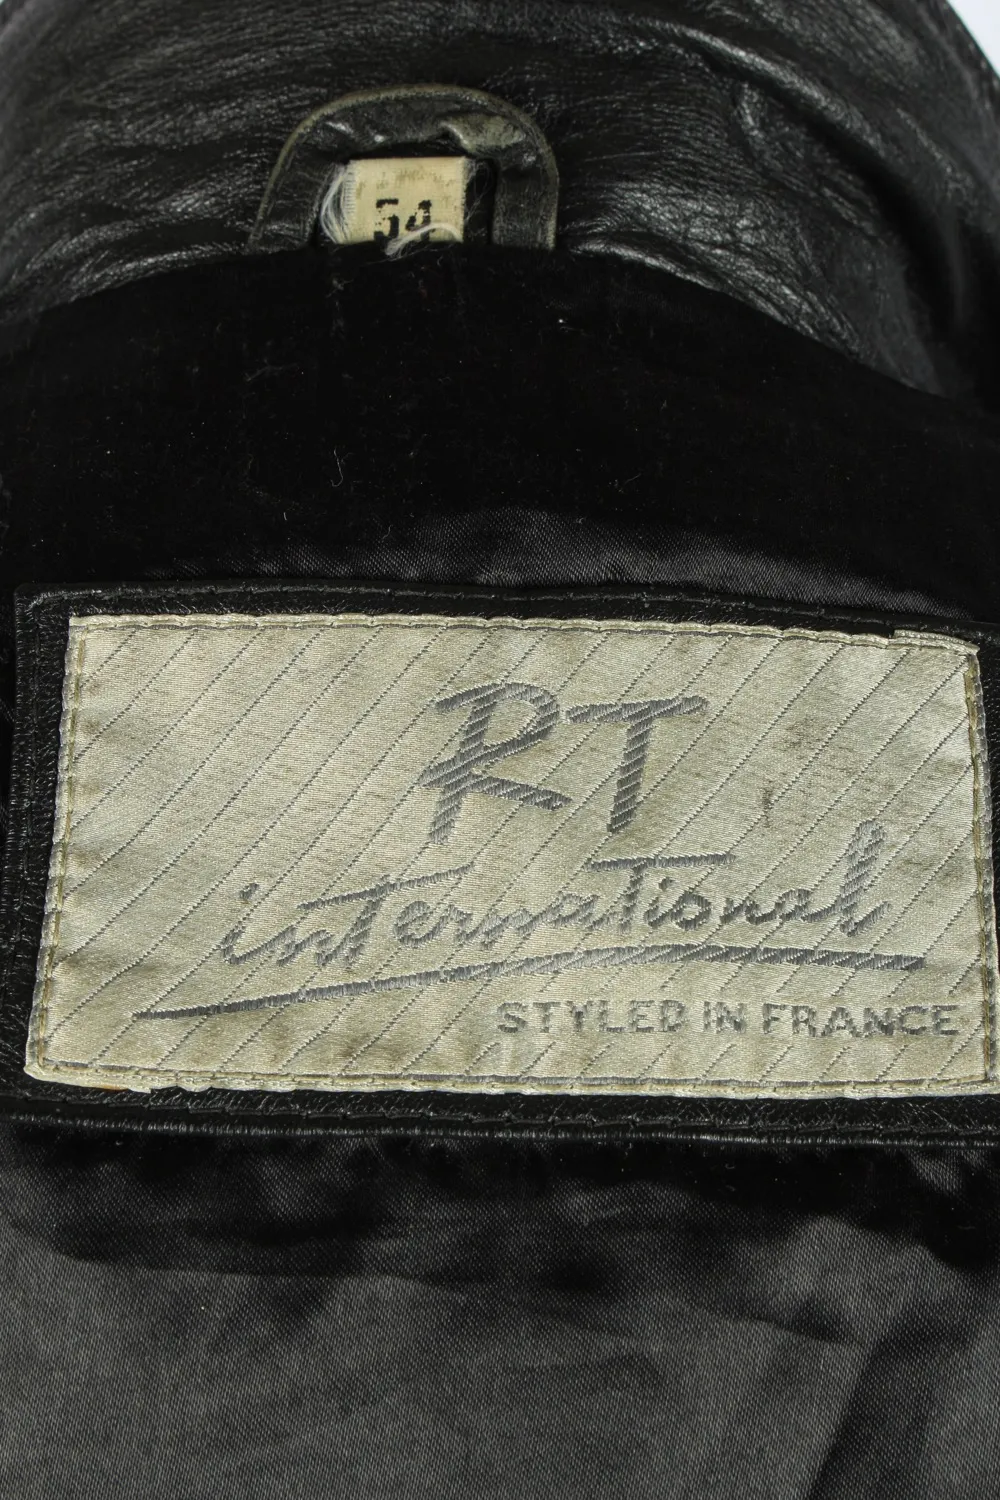 54
RT
international
STYLED IN FRANCE